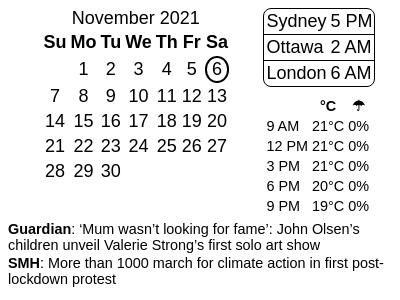 November 2021
Su Mo Tu We Th Fr Sa
1 2 3 4 5 6
7 8 9 10 11 12 13
14 15 16 17 18 19 20
21 22 23 24 25 26 27
28 29 30
Sydney 5 PM
Ottawa 2 AM
London 6 AM
°C ☂
9 AM 21°C 0%
12 PM 21°C 0%
3 PM 21°C 0%
6 PM 20°C 0%
9 PM 19°C 0%
Guardian: ‘Mum wasn’t looking for fame’: John Olsen’s
children unveil Valerie Strong’s first solo art show
SMH: More than 1000 march for climate action in first post-
lockdown protest